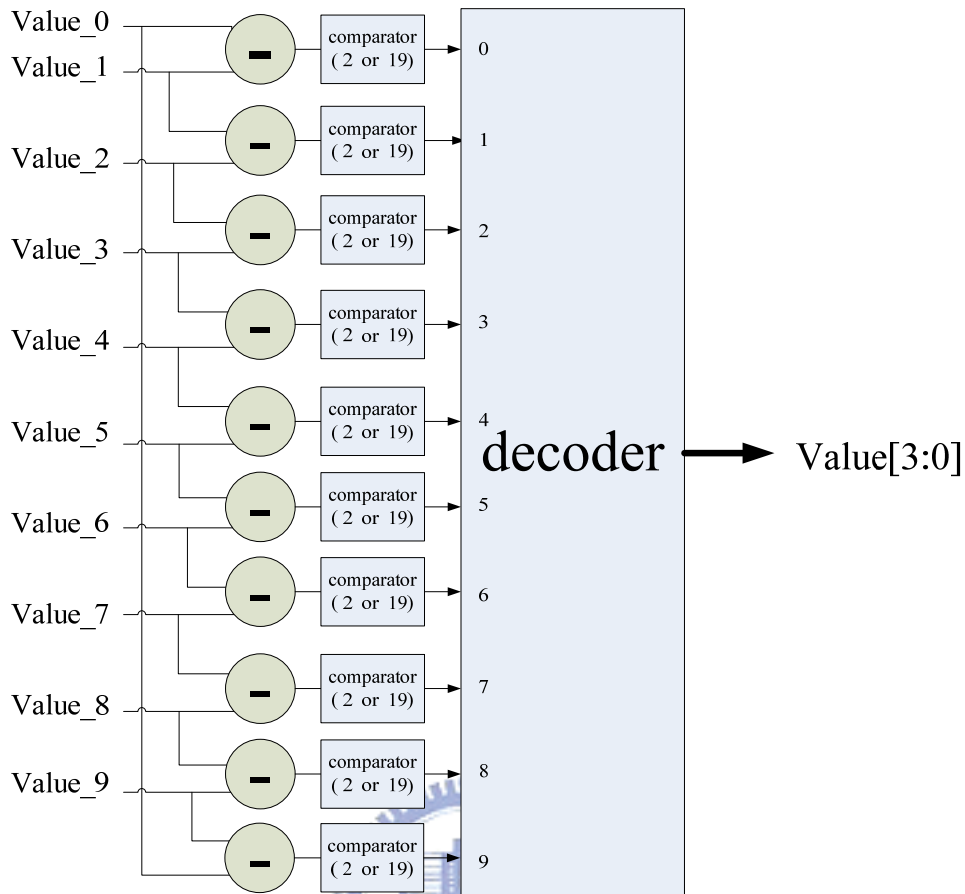 Value_0
Value_1
Value_2
Value_3
Value_4
Value_5
Value_6
Value_7
Value_8
Value_9
-
-
-
-
-
-
-
-
-
-
comparator
( 2 or 19)
comparator
( 2 or 19)
comparator
( 2 or 19)
comparator
( 2 or 19)
comparator
( 2 or 19)
comparator
( 2 or 19)
comparator
( 2 or 19)
comparator
( 2 or 19)
comparator
( 2 or 19)
comparator
( 2 or 19)
0
1
2
3
4
5
6
7
8
9
decoder
Value[3:0]